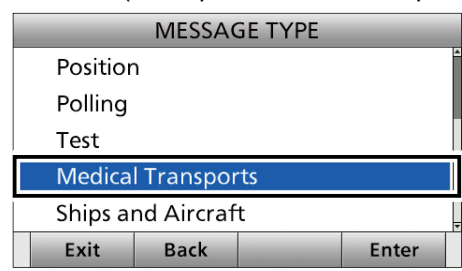 MESSAGE TYPE
Position
Polling
Test
Medical Transports
Ships and Aircraft
Exit Back Enter